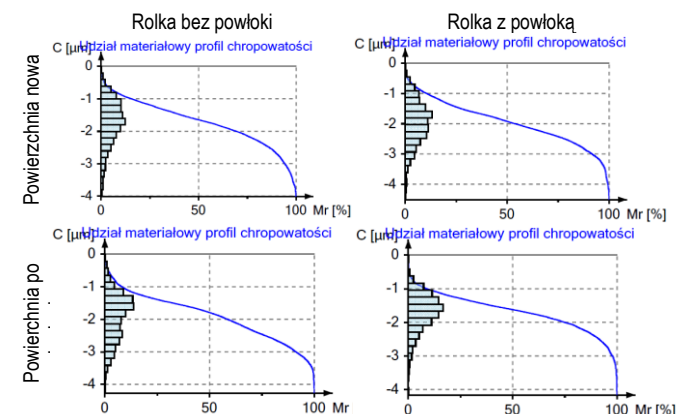 Rolka bez powłoki
Rolka z powłoką
Powierzchnia nowa
C [µm]
Udział materiałowy profil chropowatości
0
-1
-2
-3
-4
0
50
100
Mr [%]
C [µm]
Udział materiałowy profil chropowatości
0
-1
-2
-3
-4
0
50
100
Mr [%]
Powierchnia po
C [µm]
Udział materiałowy profil chropowatości
0
-1
-2
-3
-4
0
50
100
Mr
C [µm]
Udział materiałowy profil chropowatości
0
-1
-2
-3
-4
0
50
100
Mr [%]